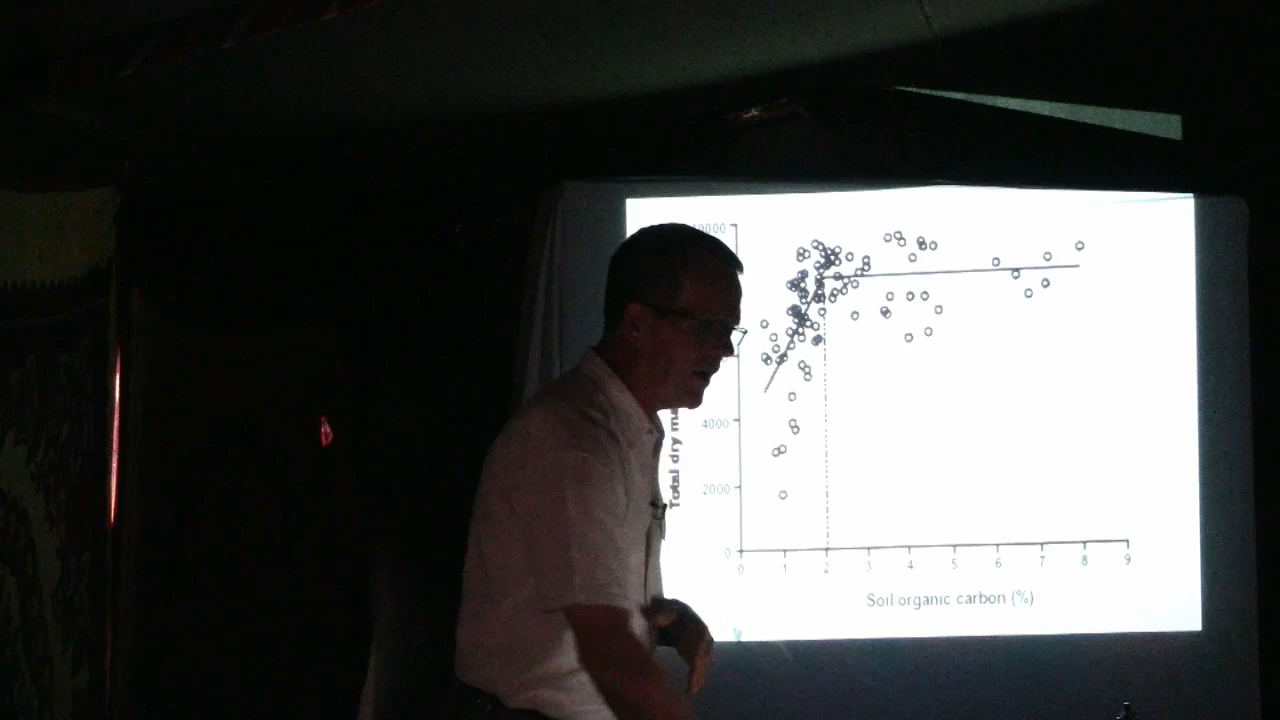 10000
4000
2000
0
0 1 2 3 4 5 6 7 8 9
Total dry
Soil organic carbon (%)